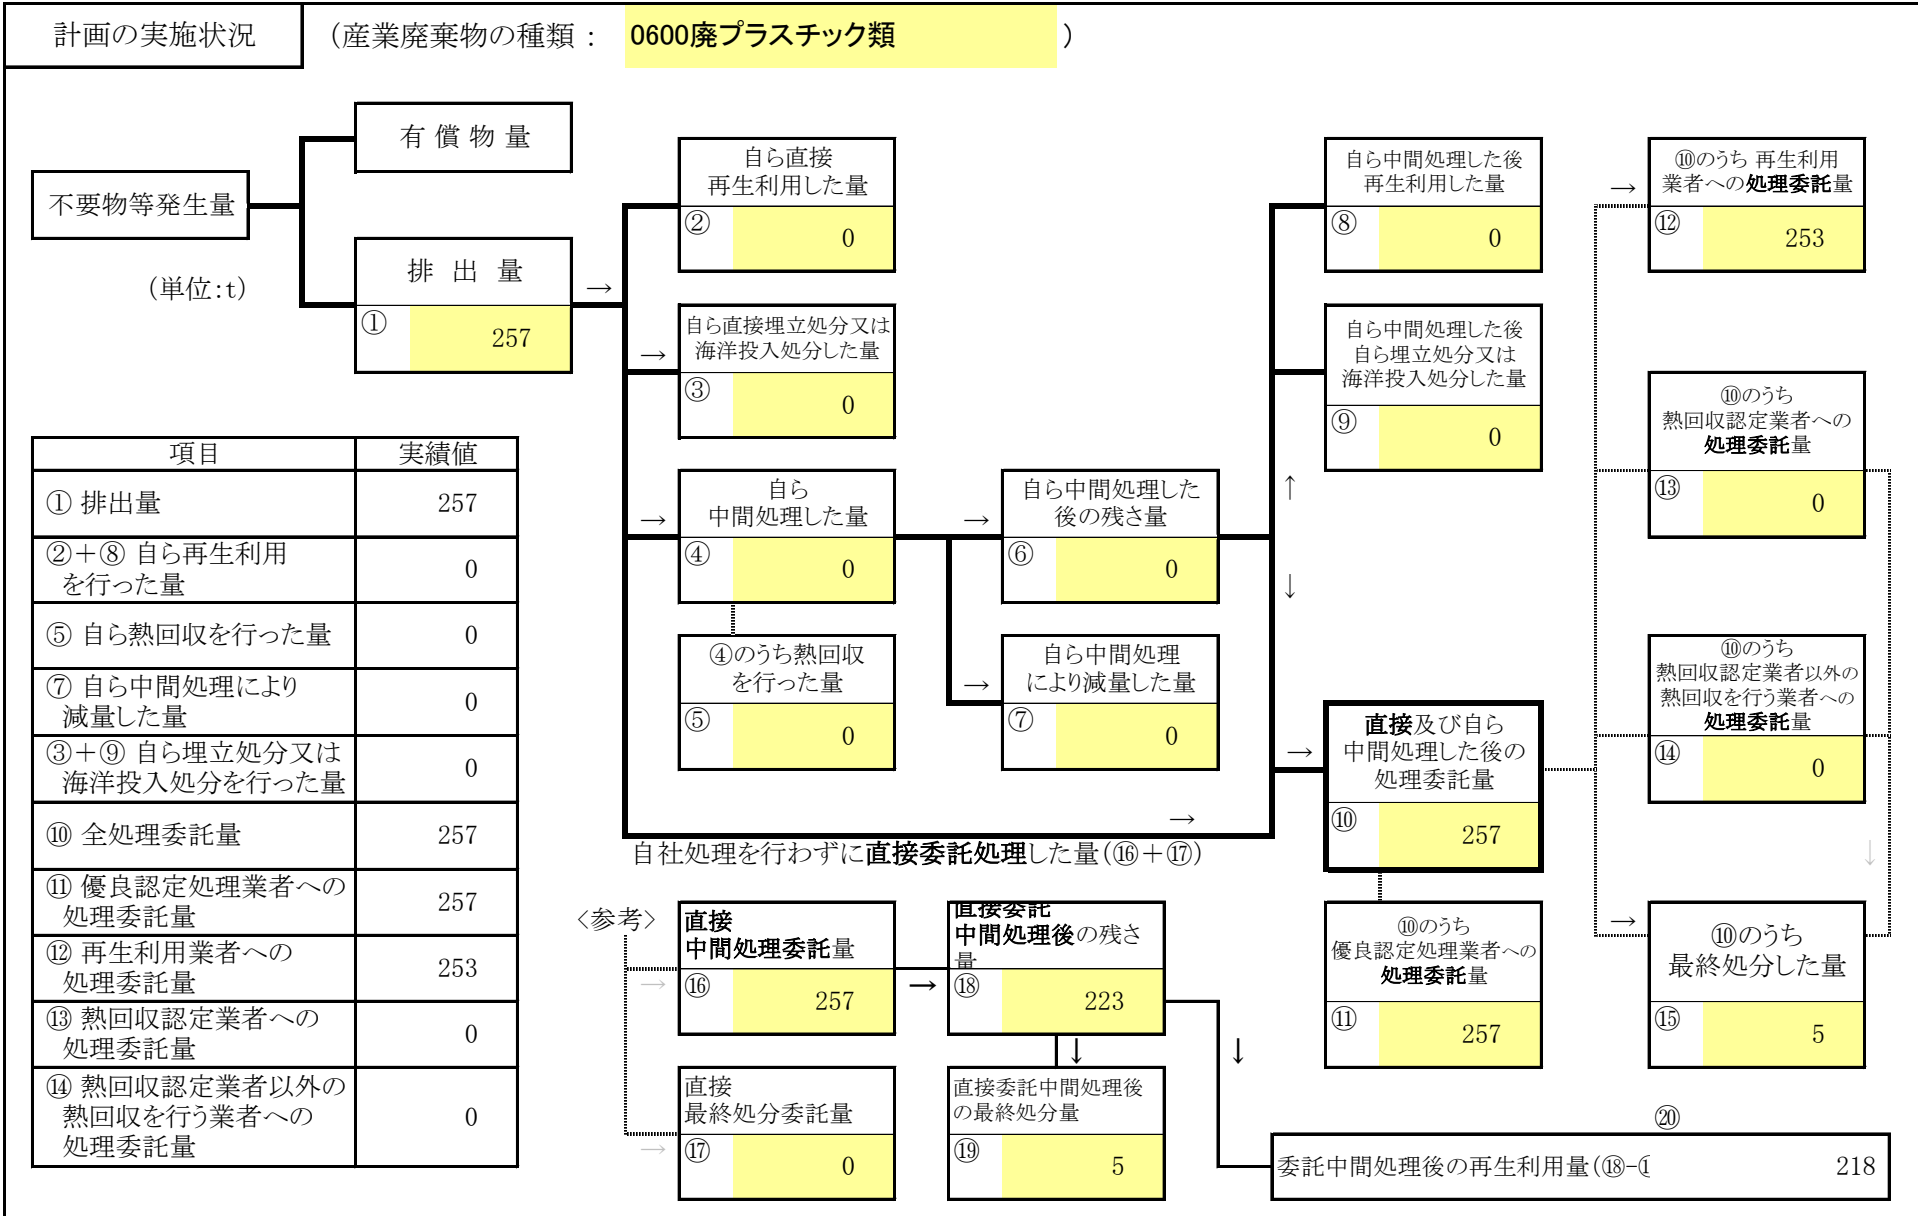 計画の実施状況
（産業廃棄物の種類： 0600廃プラスチック類 ）
有 償 物 量
不要物等発生量
（単位:t）
排 出 量
→
① 257
自ら直接
再生利用した量
② 0
→
自ら直接埋立処分又は
海洋投入処分した量
③ 0
→
自ら
中間処理した量
④ 0
④のうち熱回収
を行った量
⑤ 0
→
自ら中間処理した
後の残さ量
⑥ 0
→
自ら中間処理
により減量した量
⑦ 0
自ら中間処理した後
再生利用した量
⑧ 0
自ら中間処理した後
自ら埋立処分又は
海洋投入処分した量
⑨ 0
↑
↓
→
直接及び自ら
中間処理した後の
処理委託量
⑩ 257
⑩のうち
優良認定処理業者への
処理委託量
⑪ 257
→
⑩のうち 再生利用
業者への処理委託量
⑫ 253
⑩のうち
熱回収認定業者への
処理委託量
⑬ 0
⑩のうち
熱回収認定業者以外の
熱回収を行う業者への
処理委託量
⑭ 0
↓
→
⑩のうち
最終処分した量
⑮ 5
項目 実績値
① 排出量 257
②＋⑧ 自ら再生利用
を行った量 0
⑤ 自ら熱回収を行った量 0
⑦ 自ら中間処理により
減量した量 0
③＋⑨ 自ら埋立処分又は
海洋投入処分を行った量 0
⑩ 全処理委託量 257
⑪ 優良認定処理業者への
処理委託量 257
⑫ 再生利用業者への
処理委託量 253
⑬ 熱回収認定業者への
処理委託量 0
⑭ 熱回収認定業者以外の
熱回収を行う業者への
処理委託量 0
→
自社処理を行わずに直接委託処理した量（⑯＋⑰）
〈参考〉
→
直接
中間処理委託量
⑯ 257
→
直接委託
中間処理後の残さ
量
⑱ 223
↓
↓
→
直接
最終処分委託量
⑰ 0
直接委託中間処理後
の最終処分量
⑲ 5
⑳
委託中間処理後の再生利用量（⑱-
218